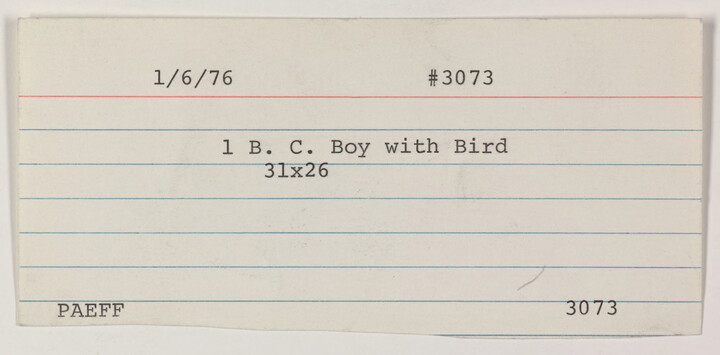 1/6/76 #3073
1 B. C. Boy with Bird
31x26
PAEFF 3073